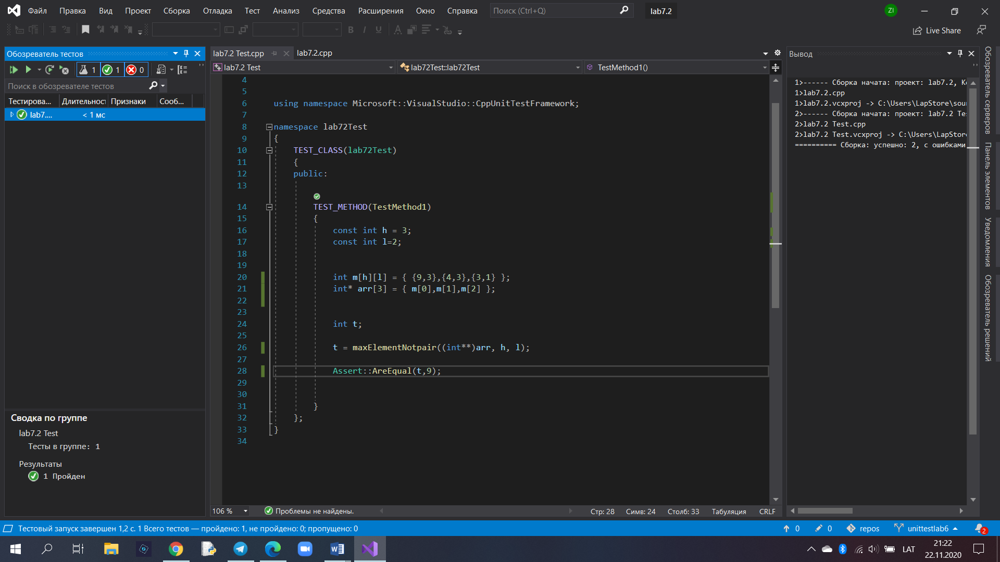 Файл Правка Вид Проект Сборка Отладка Тест Анализ Средства Расширения Окно Справка Поиск (Ctrl+Q) lab7.2 ZI
Live Share
Обозреватель тестов
1 1 0
Поиск в обозревателе тестов
Тестирова... Длительност Признаки Сооб...
lab7.... < 1 мс
Сводка по группе
lab7.2 Test
Тесты в группе: 1
Результаты
1 Пройден
lab7.2 Test.cpp lab7.2.cpp
lab7.2 Test lab72Test::lab72Test TestMethod1()
4
5
6 using namespace Microsoft::VisualStudio::CppUnitTestFramework;
7
8 namespace lab72Test
9 {
10 TEST_CLASS(lab72Test)
11 {
12 public:
13
14 TEST_METHOD(TestMethod1)
15 {
16 const int h = 3;
17 const int l=2;
18
19
20 int m[h][l] = { {9,3},{4,3},{3,1} };
21 int* arr[3] = { m[0],m[1],m[2] };
22
23
24 int t;
25
26 t = maxElementNotpair((int**)arr, h, l);
27
28 Assert::AreEqual(t,9);
29
30
31 }
32 };
33 }
34
106 % Проблемы не найдены. Стр: 28 Симв: 24 Столб: 33 Табуляция CRLF
Вывод
1>------ Сборка начата: проект: lab7.2, Ко
1>lab7.2.cpp
1>lab7.2.vcxproj -> C:\Users\LapStore\sour
2>------ Сборка начата: проект: lab7.2 Te
2>lab7.2 Test.cpp
2>lab7.2 Test.vcxproj -> C:\Users\LapStore
========== Сборка: успешно: 2, с ошибками
Обозреватель серверов
Панель элементов
Уведомления
Обозреватель решений
Тестовый запуск завершен 1,2 с. 1 Всего тестов — пройдено: 1, не пройдено: 0; пропущено: 0 0 0 repos unittestlab6 2
LAT 21:22
22.11.2020